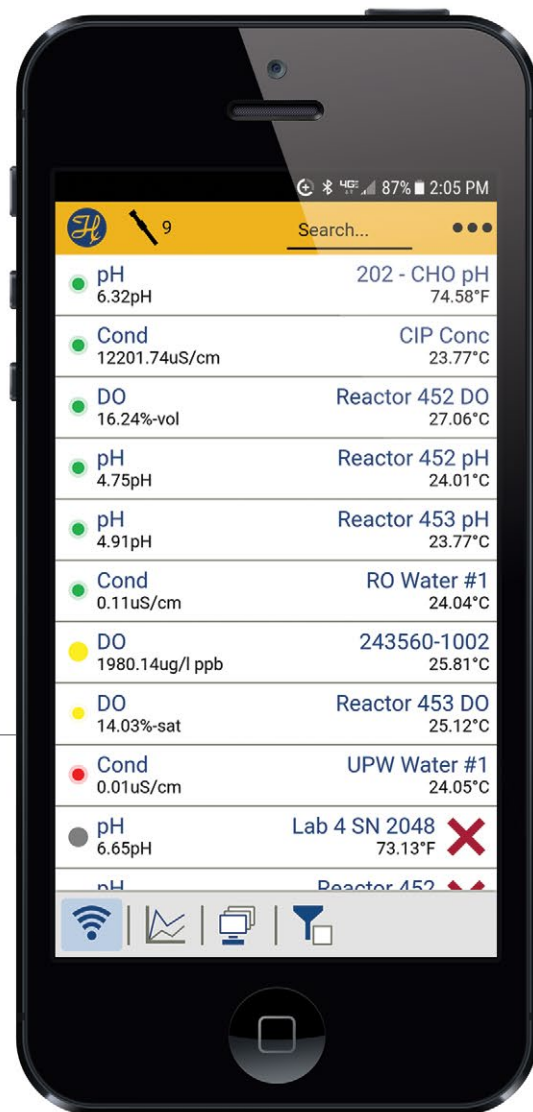 4G 87% 2:05 PM
H 9 Search...
pH 202 - CHO pH
6.32pH 74.58°F
Cond CIP Conc
12201.74uS/cm 23.77°C
DO Reactor 452 DO
16.24%-vol 27.06°C
pH Reactor 452 pH
4.75pH 24.01°C
pH Reactor 453 pH
4.91pH 23.77°C
Cond RO Water #1
0.11uS/cm 24.04°C
DO 243560-1002
1980.14ug/l ppb 25.81°C
DO Reactor 453 DO
14.03%-sat 25.12°C
Cond UPW Water #1
0.01uS/cm 24.05°C
pH Lab 4 SN 2048
6.65pH 73.13°F
pH Reactor 452